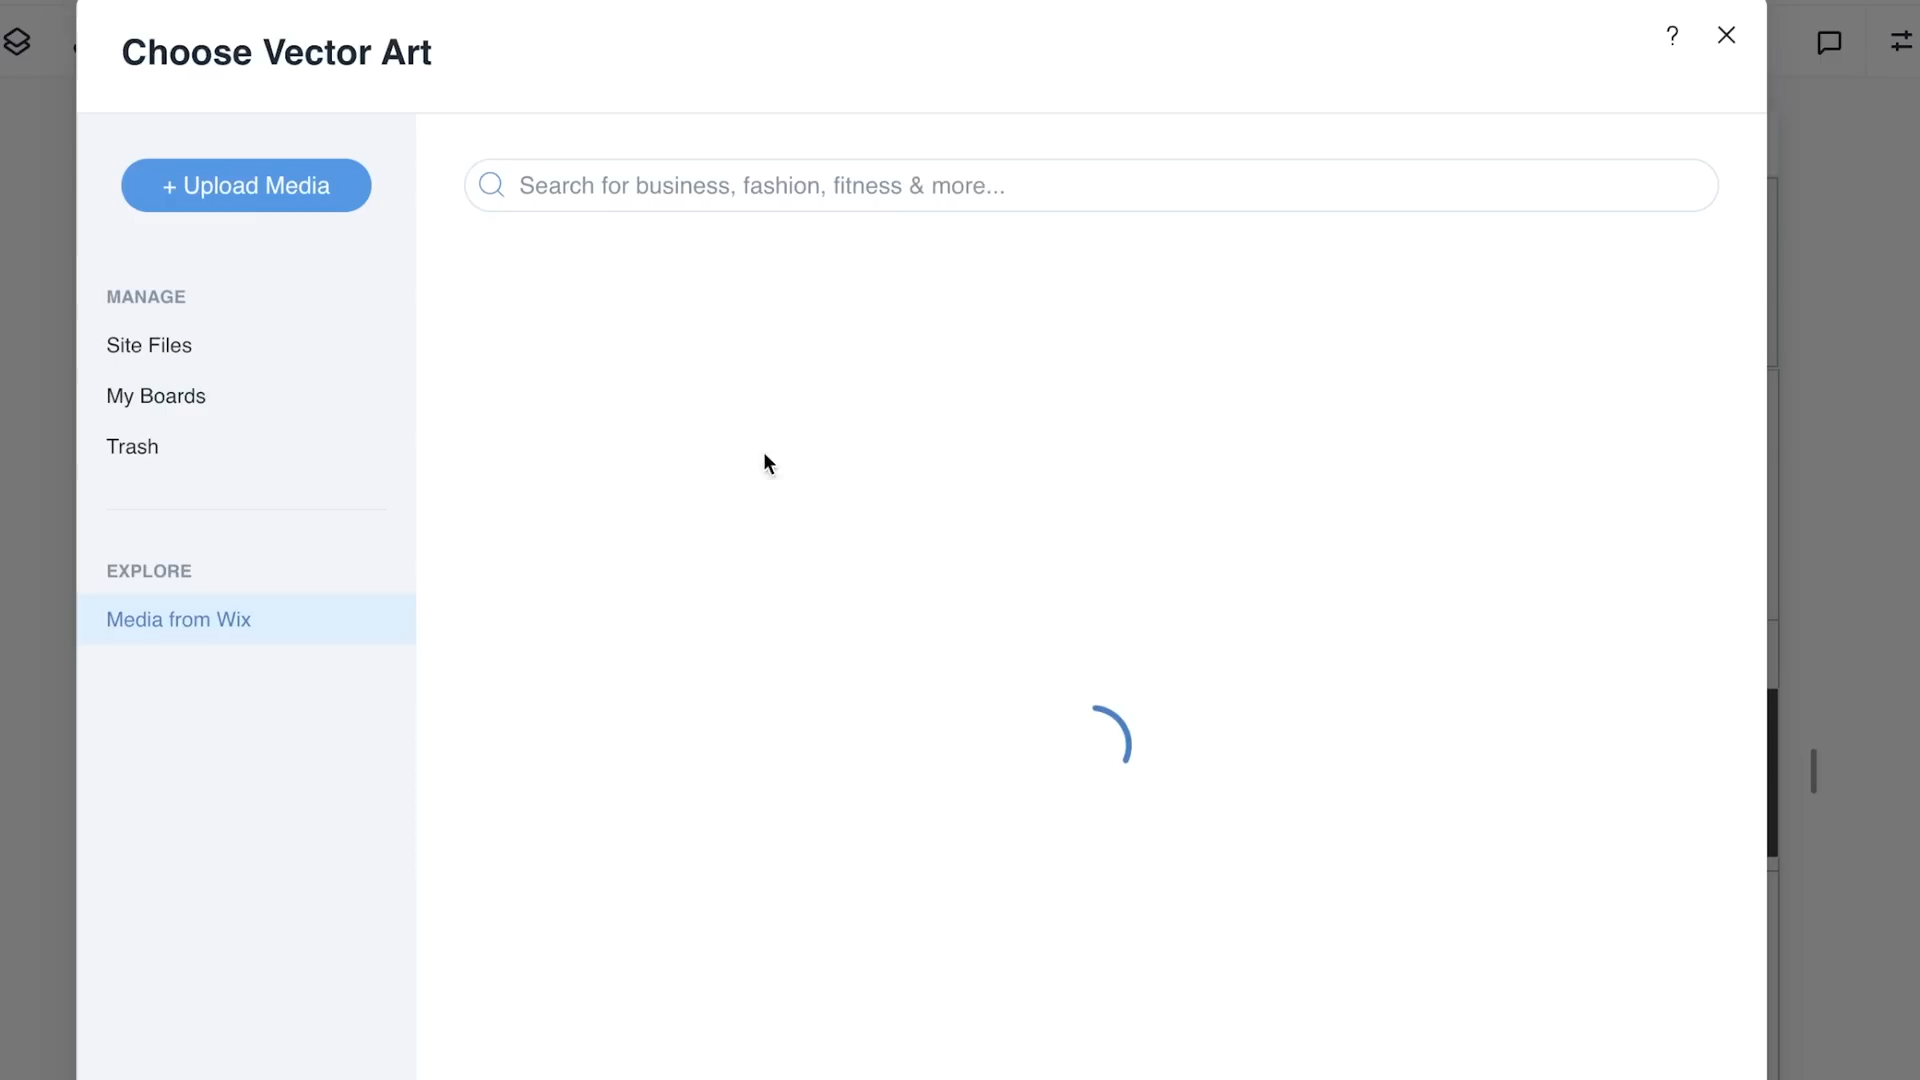 Choose Vector Art
?
+ Upload Media
Search for business, fashion, fitness & more...
MANAGE
Site Files
My Boards
Trash
EXPLORE
Media from Wix